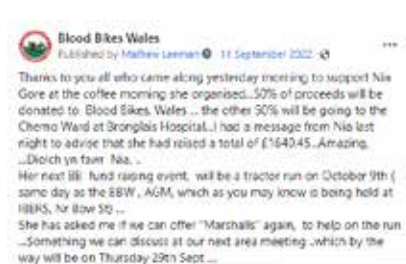 Blood Bikes Wales
Published by Mathew Leeman · 11 September 2022 ·
Thanks to you all who came along yesterday morning to support Nia
Gore at the coffee morning she organised...50% of proceeds will be
donated to Blood Bikes Wales ... the other 50% will be going to the
Chemo Ward at Bronglais Hospital...I had a message from Nia last
night to advise that she had raised a total of £1640.45...Amazing,
...Diolch yn fawr Nia. ..
Her next fund raising event, will be a tractor run on October 9th (
same day as the BBW , AGM, which as you may know is being held at
IBERS, Nr Bow St) ...
She has asked me if we can offer "Marshalls" again, to help on the run
...Something we can discuss at our next area meeting ..which by the
way will be on Thursday 29th Sept ...